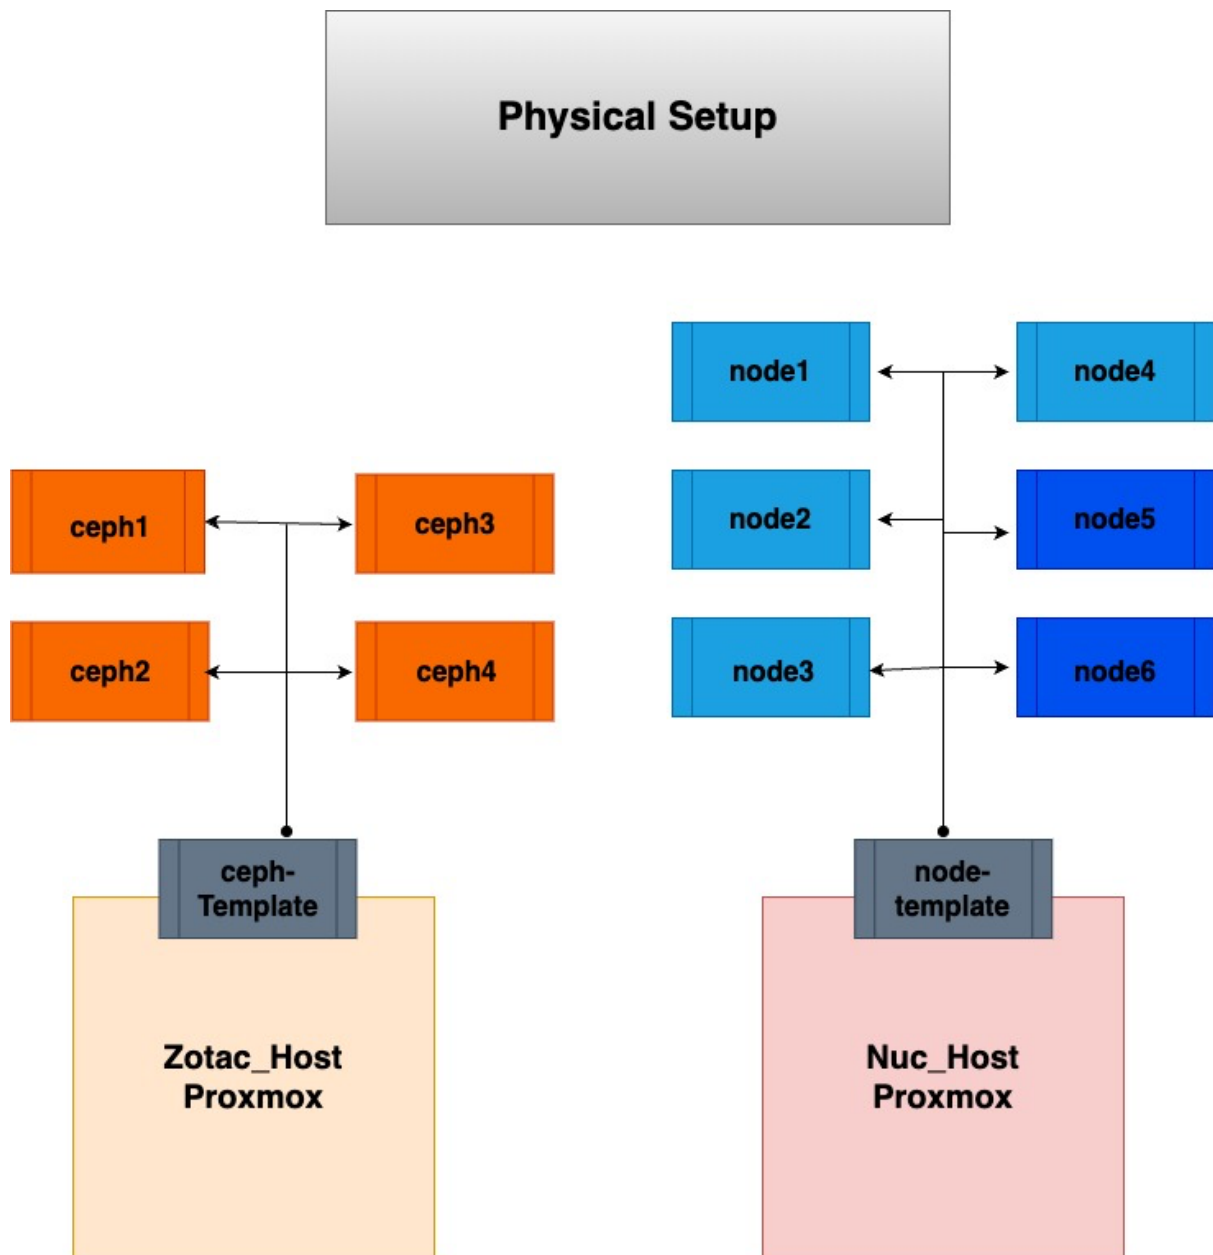 Physical Setup
node1
node4
ceph1
ceph3
node2
node5
ceph2
ceph4
node3
node6
ceph-
Template
node-
template
Zotac_Host
Proxmox
Nuc_Host
Proxmox